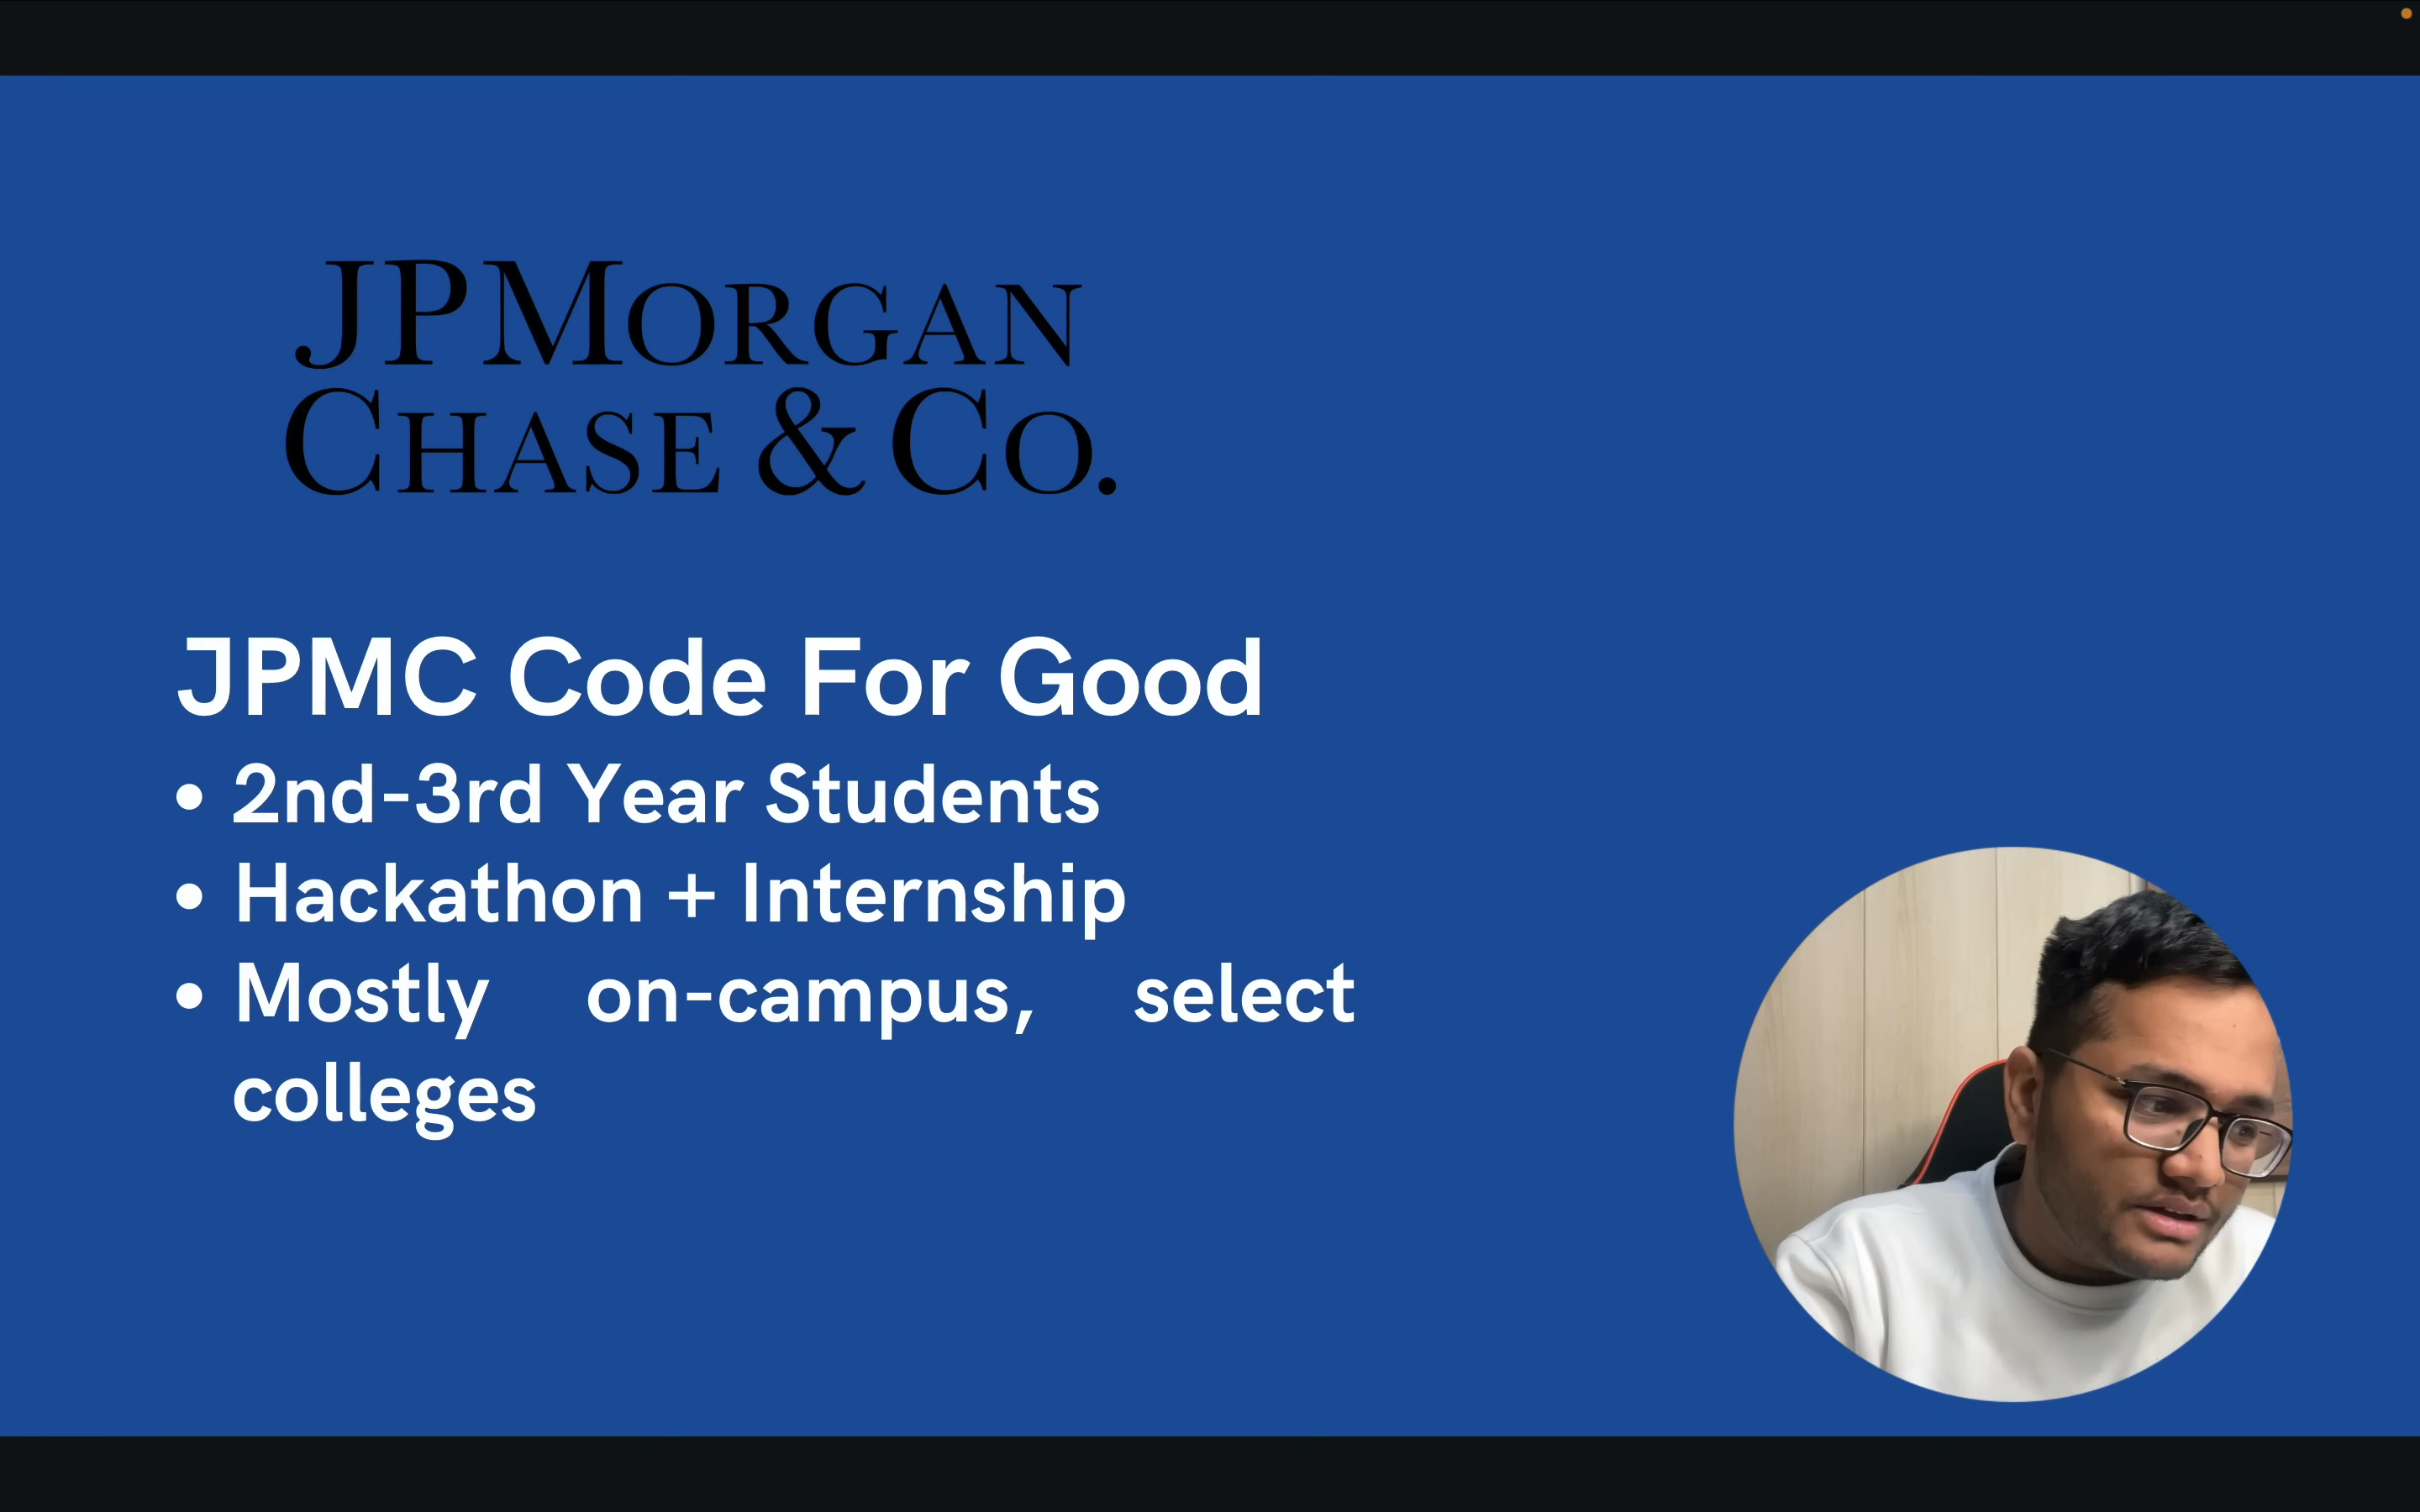 JPMORGAN
CHASE & CO.
JPMC Code For Good
• 2nd-3rd Year Students
• Hackathon + Internship
• Mostly on-campus, select
colleges